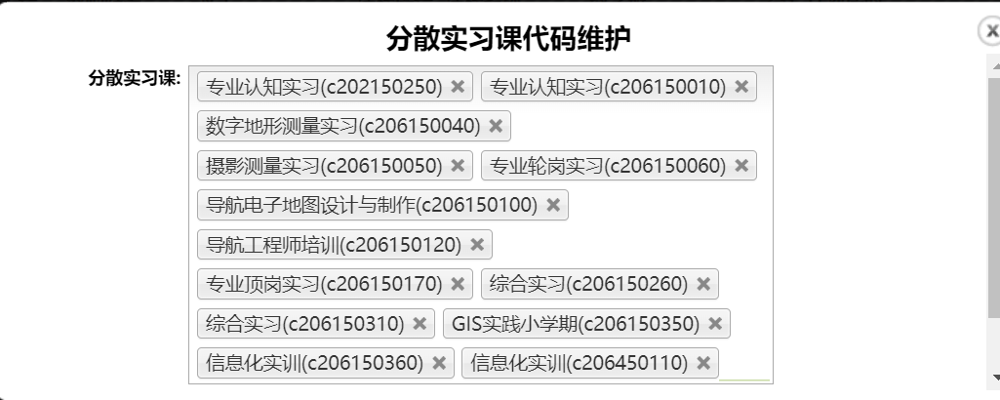 分散实习课代码维护
分散实习课:
专业认知实习(c202150250) 专业认知实习(c206150010)
数字地形测量实习(c206150040)
摄影测量实习(c206150050) 专业轮岗实习(c206150060)
导航电子地图设计与制作(c206150100)
导航工程师培训(c206150120)
专业顶岗实习(c206150170) 综合实习(c206150260)
综合实习(c206150310) GIS实践小学期(c206150350)
信息化实训(c206150360) 信息化实训(c206450110)